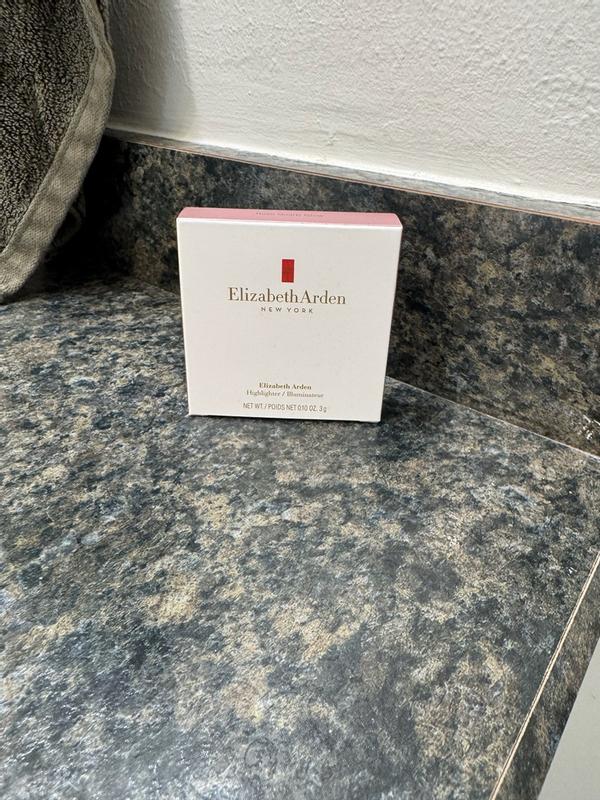 ElizabethArden
NEW YORK
Elizabeth Arden
Highlighter / Illuminateur
NET WT. / POIDS NET 0.10 OZ. 3 g